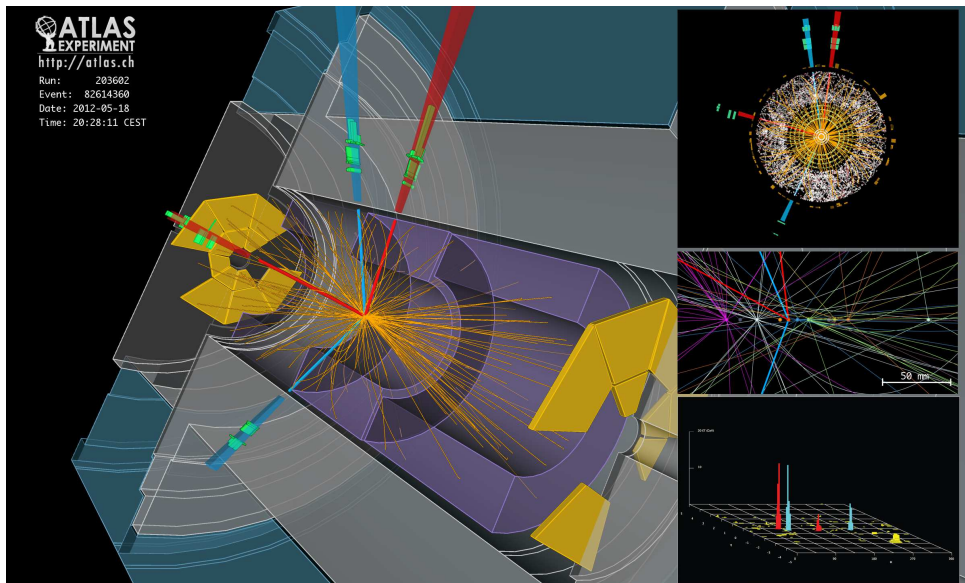 ATLAS
EXPERIMENT
http://atlas.ch
Run: 203602
Event: 82614360
Date: 2012-05-18
Time: 20:28:11 CEST
50 mm